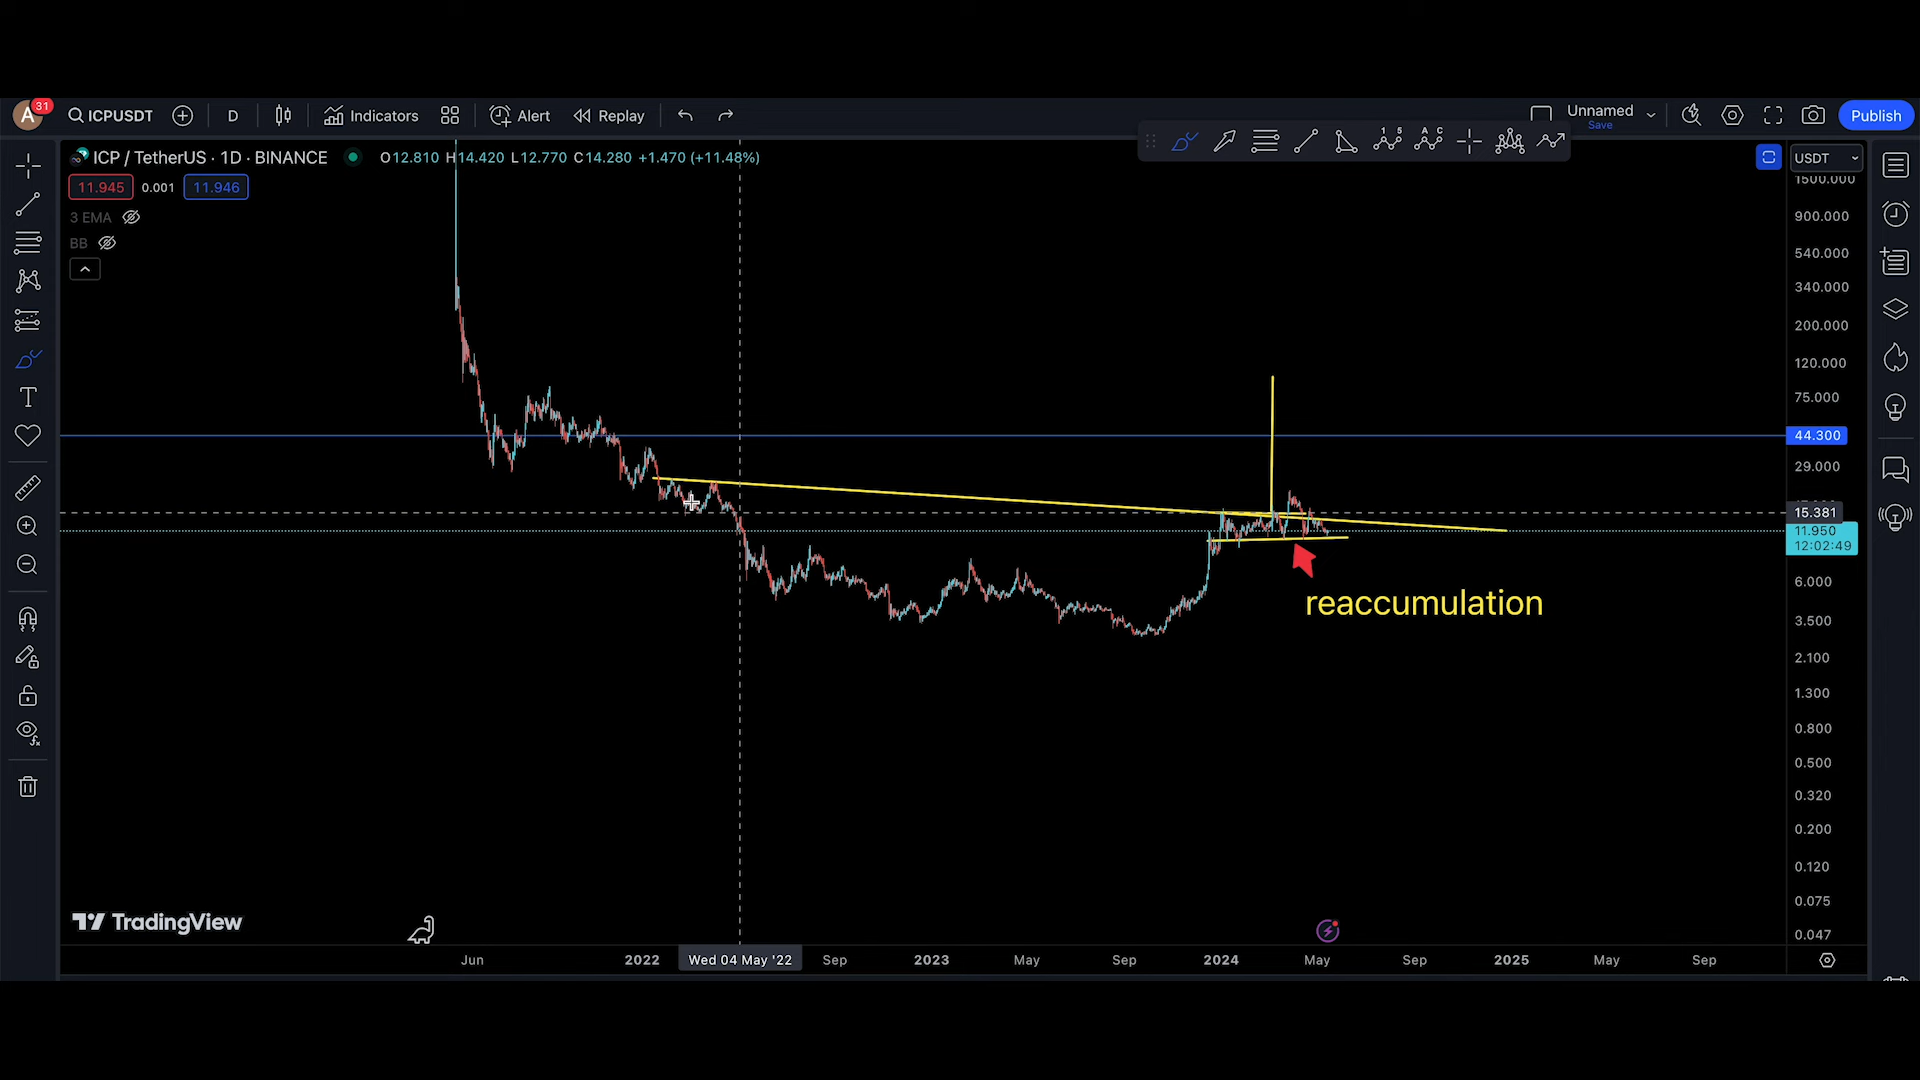 A 31 ICPUSDT D Indicators Alert Replay Unnamed Save Publish
ICP / TetherUS · 1D · BINANCE O12.810 H14.420 L12.770 C14.280 +1.470 (+11.48%)
11.945 0.001 11.946
3 EMA
BB
USDT
1500.000
900.000
540.000
340.000
200.000
120.000
75.000
44.300
29.000
15.381
11.950
12:02:49
6.000
3.500
2.100
1.300
0.800
0.500
0.320
0.200
0.120
0.075
0.047
reaccumulation
TradingView
Jun 2022 Wed 04 May '22 Sep 2023 May Sep 2024 May Sep 2025 May Sep